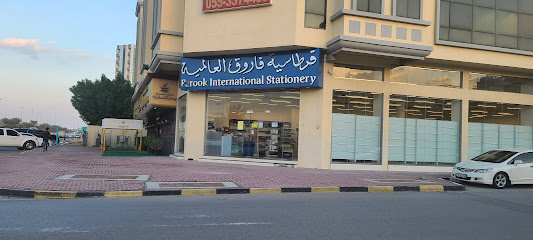 قرطاسية فاروق العالمية
Farook International Stationery